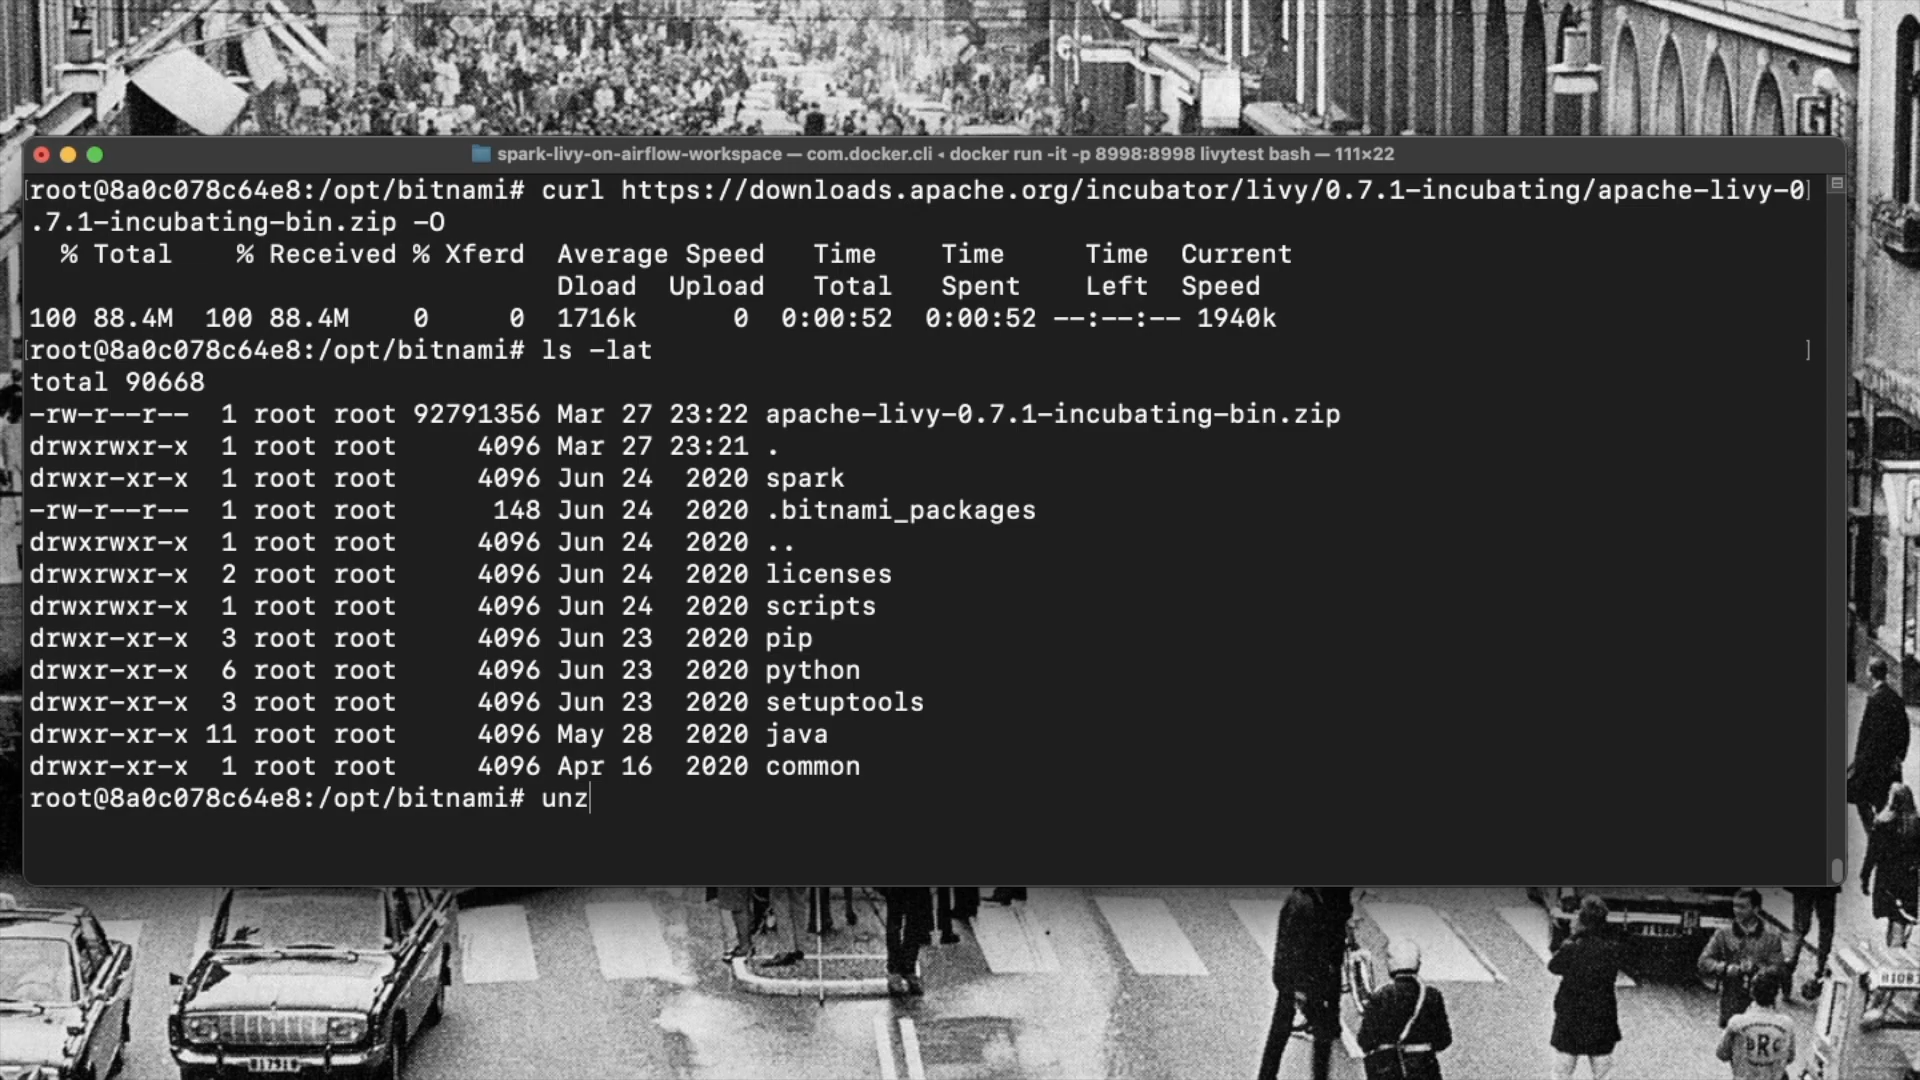 spark-livy-on-airflow-workspace — com.docker.cli ◂ docker run -it -p 8998:8998 livytest bash — 111×22
[root@8a0c078c64e8:/opt/bitnami# curl https://downloads.apache.org/incubator/livy/0.7.1-incubating/apache-livy-0]
.7.1-incubating-bin.zip -O
% Total % Received % Xferd Average Speed Time Time Time Current
Dload Upload Total Spent Left Speed
100 88.4M 100 88.4M 0 0 1716k 0 0:00:52 0:00:52 --:--:-- 1940k
[root@8a0c078c64e8:/opt/bitnami# ls -lat ]
total 90668
-rw-r--r-- 1 root root 92791356 Mar 27 23:22 apache-livy-0.7.1-incubating-bin.zip
drwxrwxr-x 1 root root 4096 Mar 27 23:21 .
drwxr-xr-x 1 root root 4096 Jun 24 2020 spark
-rw-r--r-- 1 root root 148 Jun 24 2020 .bitnami_packages
drwxrwxr-x 1 root root 4096 Jun 24 2020 ..
drwxrwxr-x 2 root root 4096 Jun 24 2020 licenses
drwxrwxr-x 1 root root 4096 Jun 24 2020 scripts
drwxr-xr-x 3 root root 4096 Jun 23 2020 pip
drwxr-xr-x 6 root root 4096 Jun 23 2020 python
drwxr-xr-x 3 root root 4096 Jun 23 2020 setuptools
drwxr-xr-x 11 root root 4096 May 28 2020 java
drwxr-xr-x 1 root root 4096 Apr 16 2020 common
root@8a0c078c64e8:/opt/bitnami# unz